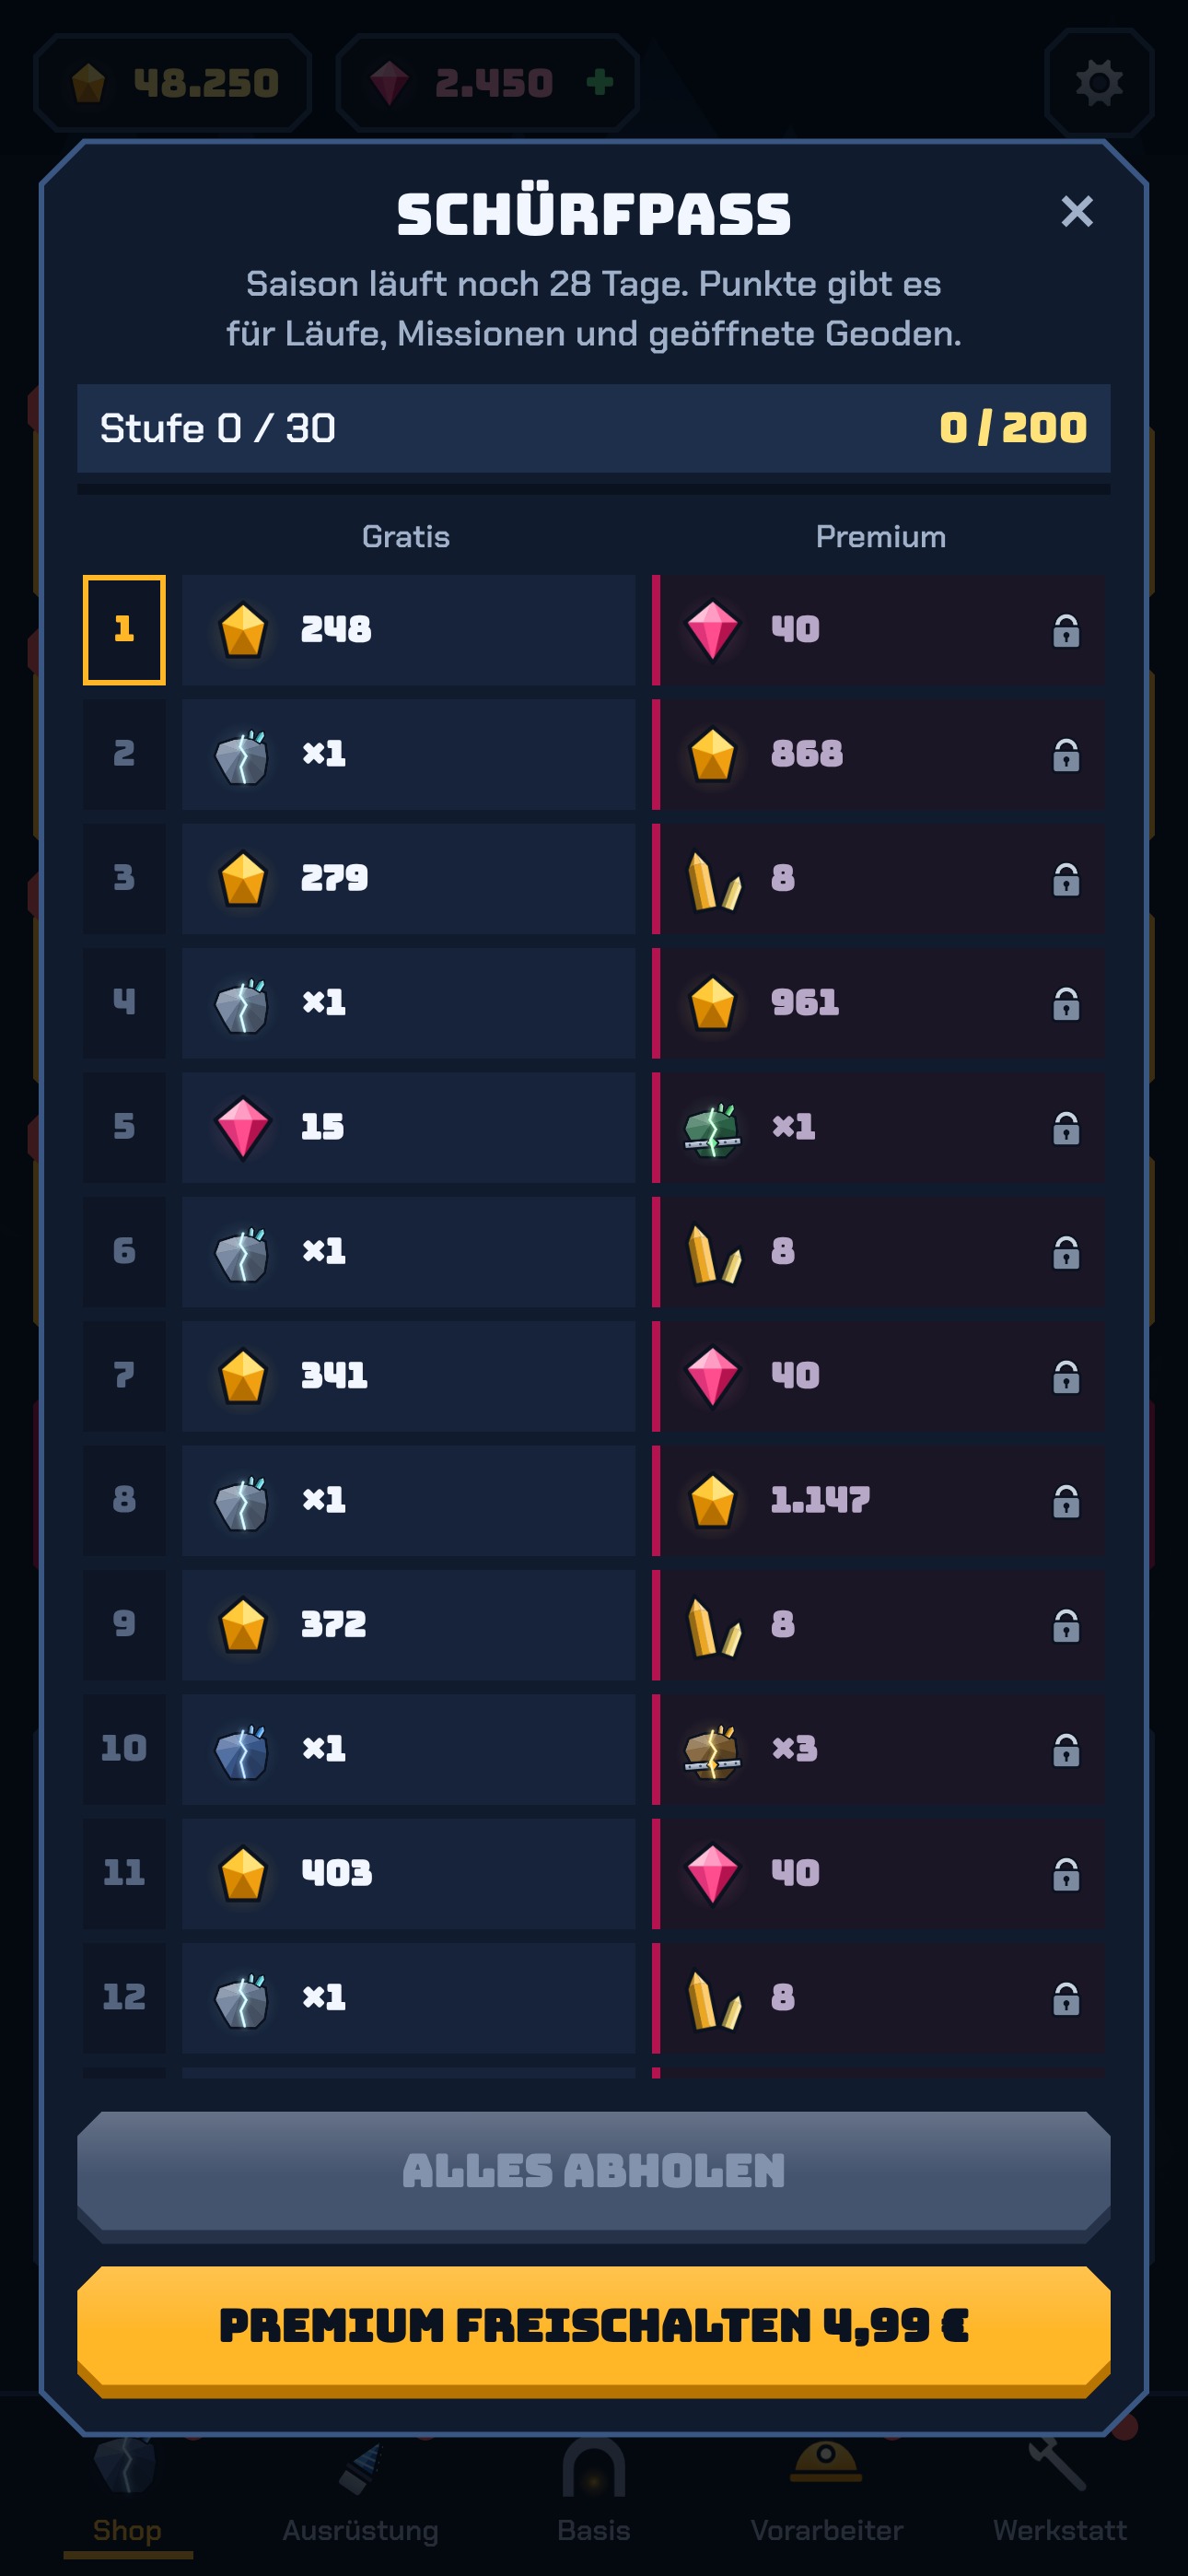 48.250 2.450 +
SCHÜRFPASS
Saison läuft noch 28 Tage. Punkte gibt es
für Läufe, Missionen und geöffnete Geoden.
Stufe 0 / 30 0 / 200
Gratis Premium
1 248 40
2 ×1 868
3 279 8
4 ×1 961
5 15 ×1
6 ×1 8
7 341 40
8 ×1 1.147
9 372 8
10 ×1 ×3
11 403 40
12 ×1 8
ALLES ABHOLEN
PREMIUM FREISCHALTEN 4,99 €
Shop Ausrüstung Basis Vorarbeiter Werkstatt